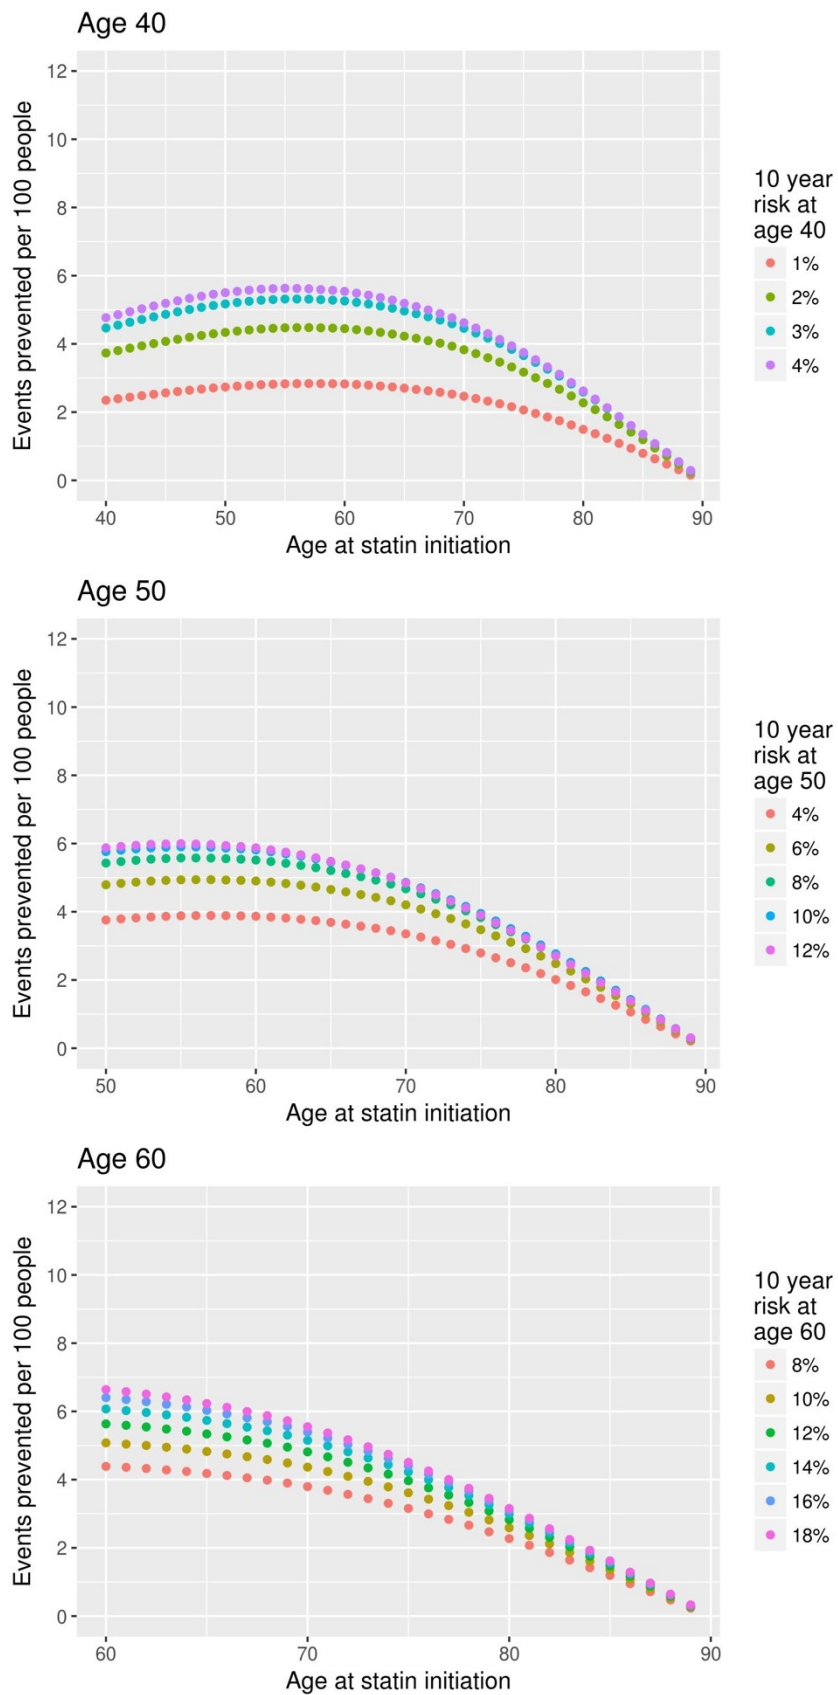 Age 40
Events prevented per 100 people
12
10
8
6
4
2
0
40 50 60 70 80 90
Age at statin initiation
10 year
risk at
age 40
1%
2%
3%
4%
Age 50
Events prevented per 100 people
12
10
8
6
4
2
0
50 60 70 80 90
Age at statin initiation
10 year
risk at
age 50
4%
6%
8%
10%
12%
Age 60
Events prevented per 100 people
12
10
8
6
4
2
0
60 70 80 90
Age at statin initiation
10 year
risk at
age 60
8%
10%
12%
14%
16%
18%